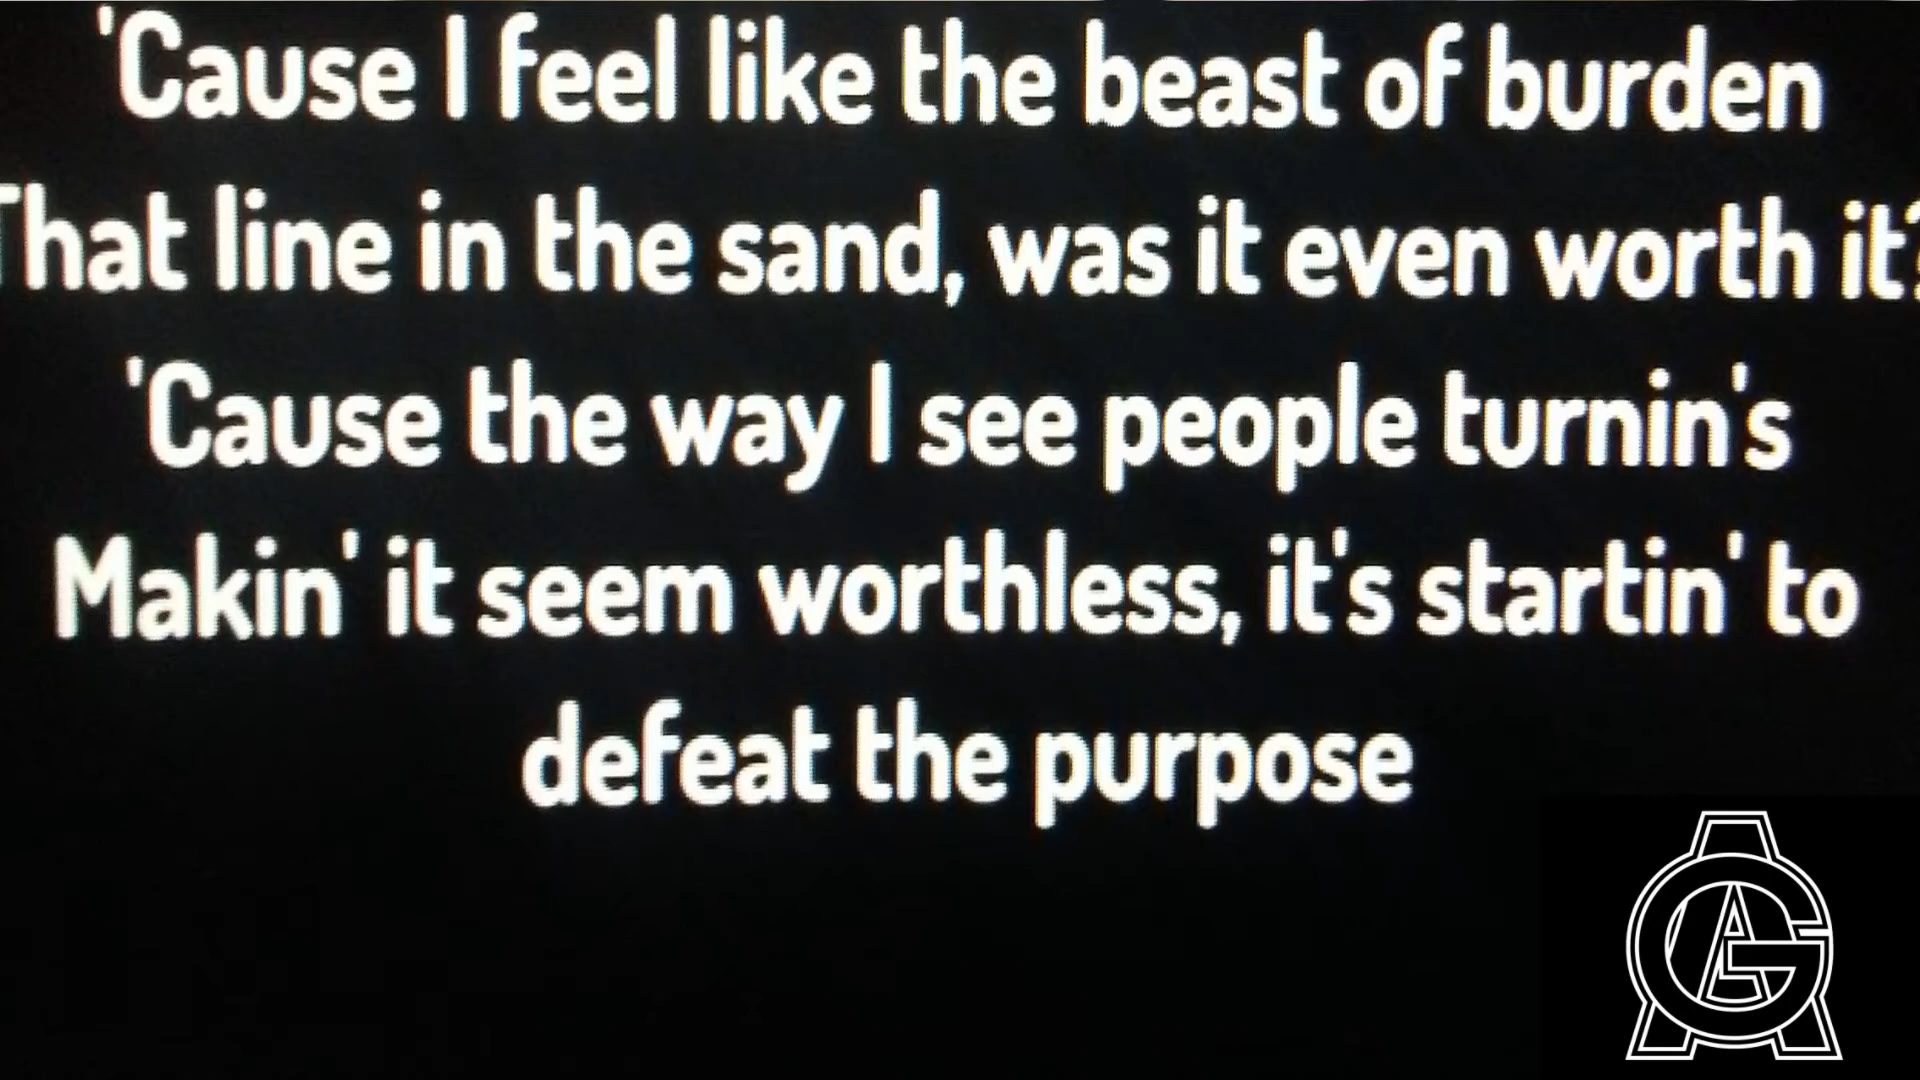 'Cause I feel like the beast of burden
That line in the sand, was it even worth it?
'Cause the way I see people turnin's
Makin' it seem worthless, it's startin' to
defeat the purpose
AG